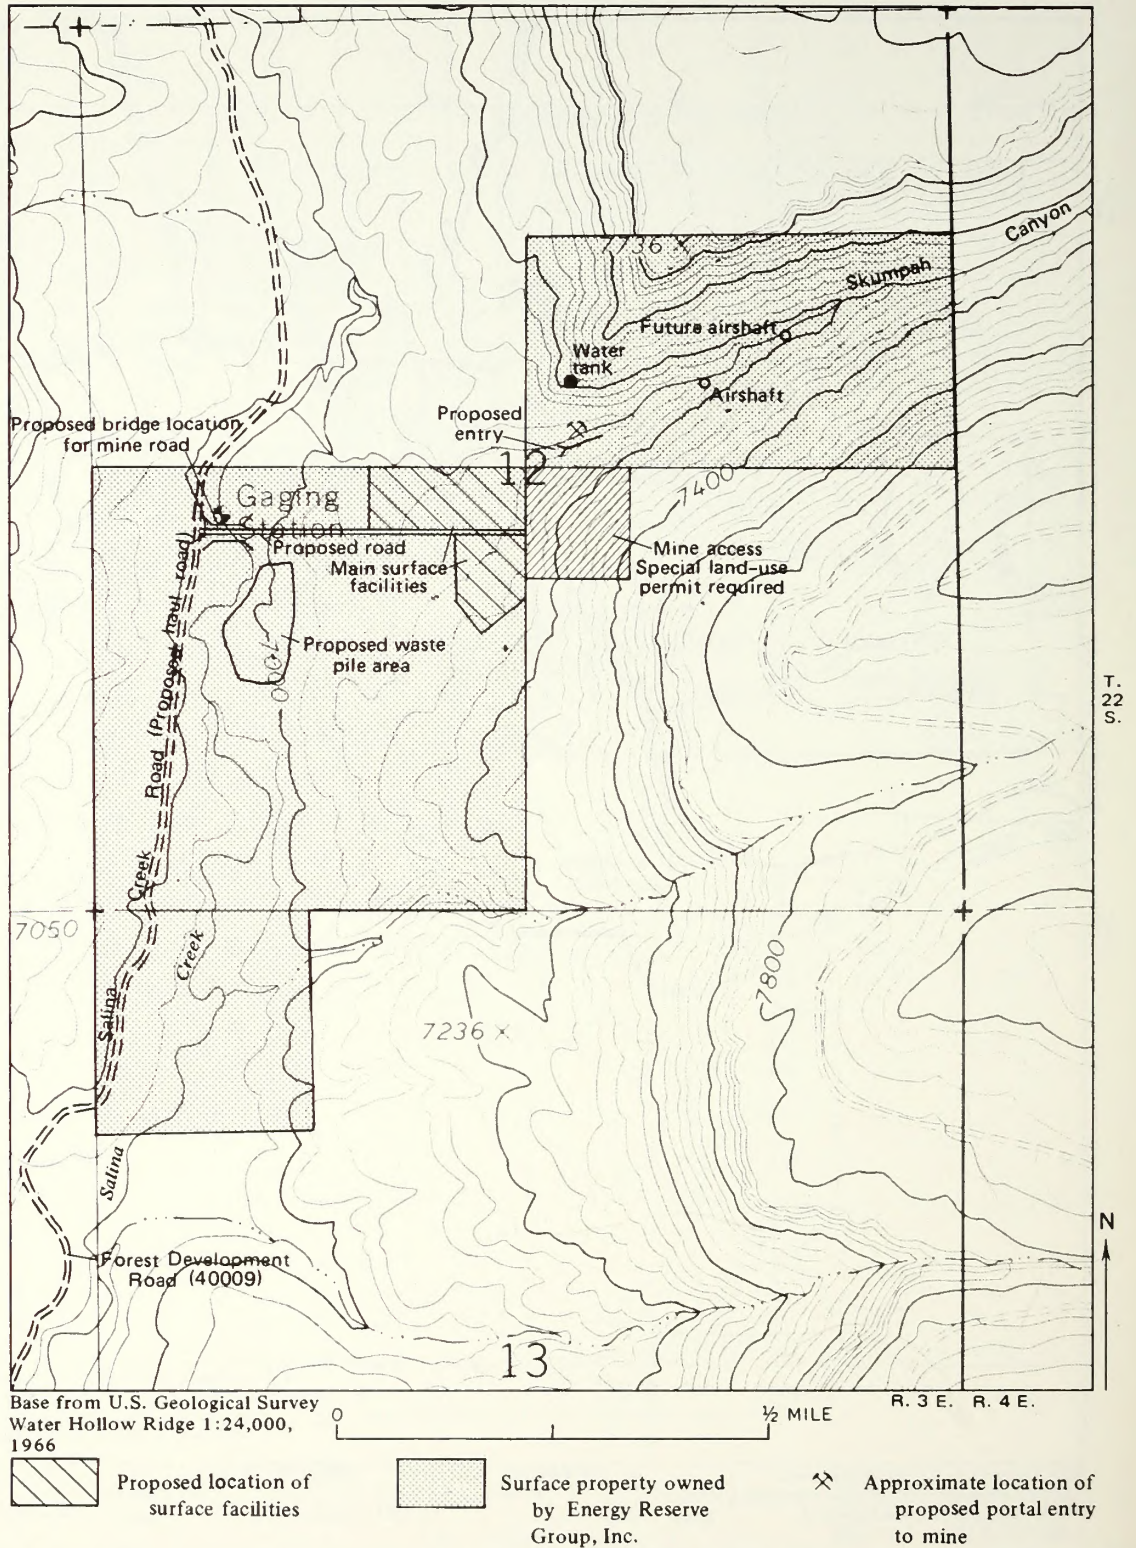 7736 ×
Canyon
Skumpah
Future airshaft
Water
tank
Airshaft
Proposed bridge location
for mine road
Proposed
entry
12
7400
Gaging
Station
Proposed road
Main surface
facilities
Mine access
Special land-use
permit required
Proposed waste
pile area
7000
Salina Creek Road (Proposed haul road)
T.
22
S.
7050
Creek
7236 ×
7800
Salina
Forest Development
Road (40009)
13
N
R. 3 E. R. 4 E.
Base from U.S. Geological Survey
Water Hollow Ridge 1:24,000,
1966
0
½ MILE
Proposed location of
surface facilities
Surface property owned
by Energy Reserve
Group, Inc.
Approximate location of
proposed portal entry
to mine